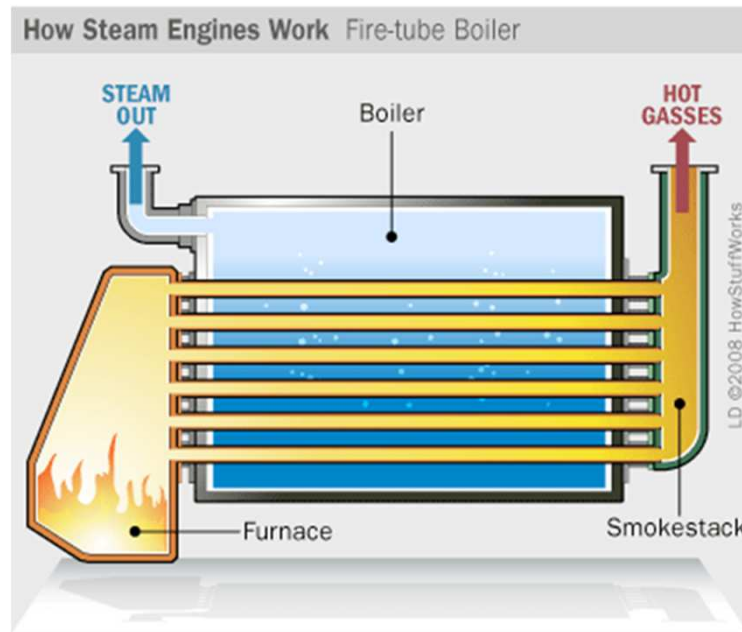 How Steam Engines Work Fire-tube Boiler
STEAM
OUT
Boiler
HOT
GASSES
Furnace
Smokestack
LD ©2008 HowStuffWorks